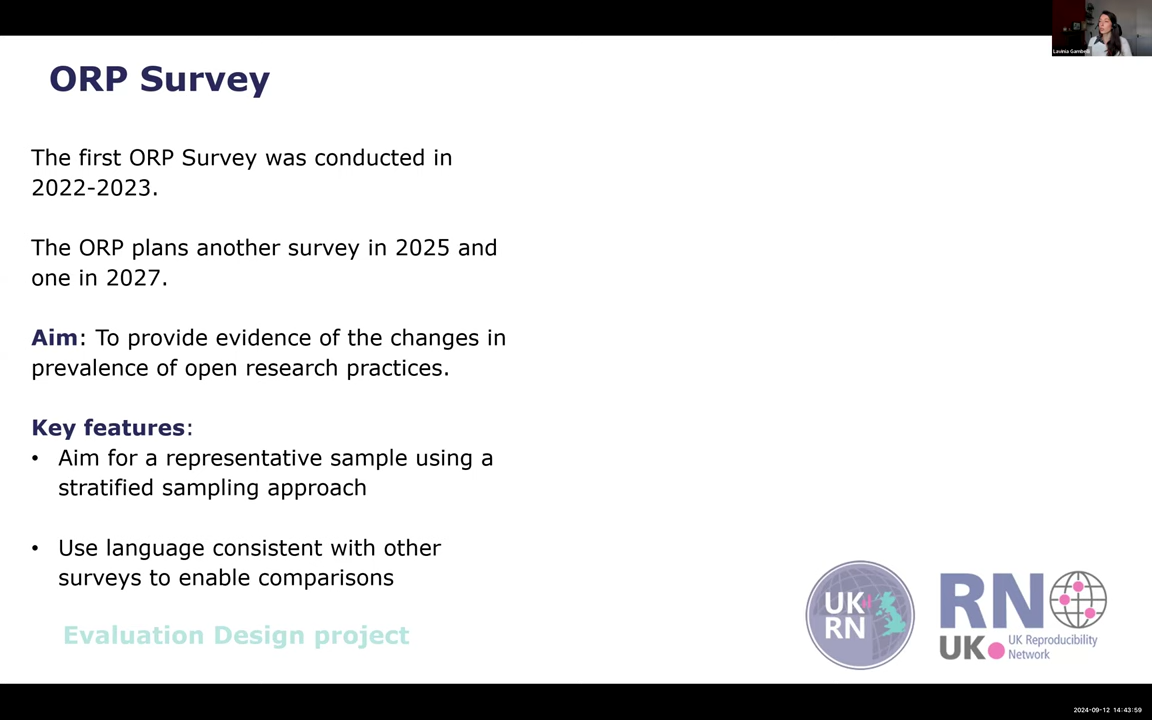 Lavinia Gambelli
ORP Survey
The first ORP Survey was conducted in
2022-2023.
The ORP plans another survey in 2025 and
one in 2027.
Aim: To provide evidence of the changes in
prevalence of open research practices.
Key features:
• Aim for a representative sample using a
stratified sampling approach
• Use language consistent with other
surveys to enable comparisons
Evaluation Design project
UK
RN
RN
UK
UK Reproducibility
Network
2024-09-12 14:43:59